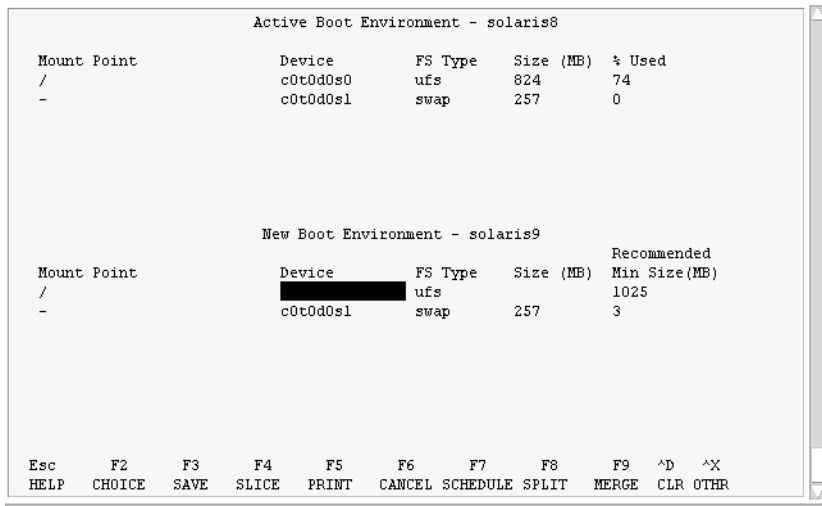 Active Boot Environment - solaris8
Mount Point Device FS Type Size (MB) % Used
/ c0t0d0s0 ufs 824 74
- c0t0d0s1 swap 257 0
New Boot Environment - solaris9
Recommended
Mount Point Device FS Type Size (MB) Min Size(MB)
/ ufs 1025
- c0t0d0s1 swap 257 3
Esc F2 F3 F4 F5 F6 F7 F8 F9 ^D ^X
HELP CHOICE SAVE SLICE PRINT CANCEL SCHEDULE SPLIT MERGE CLR OTHR